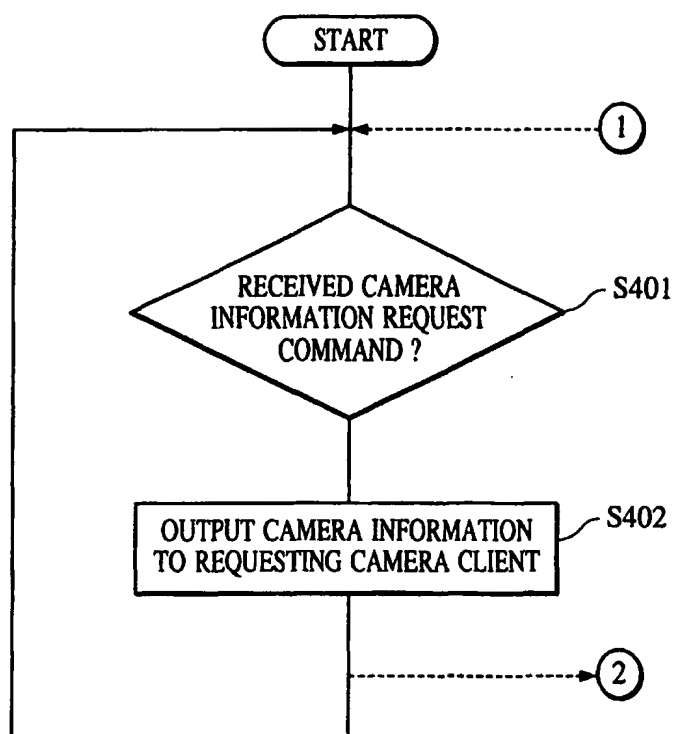 START
1
RECEIVED CAMERA
INFORMATION REQUEST
COMMAND ?
S401
OUTPUT CAMERA INFORMATION
TO REQUESTING CAMERA CLIENT
S402
2